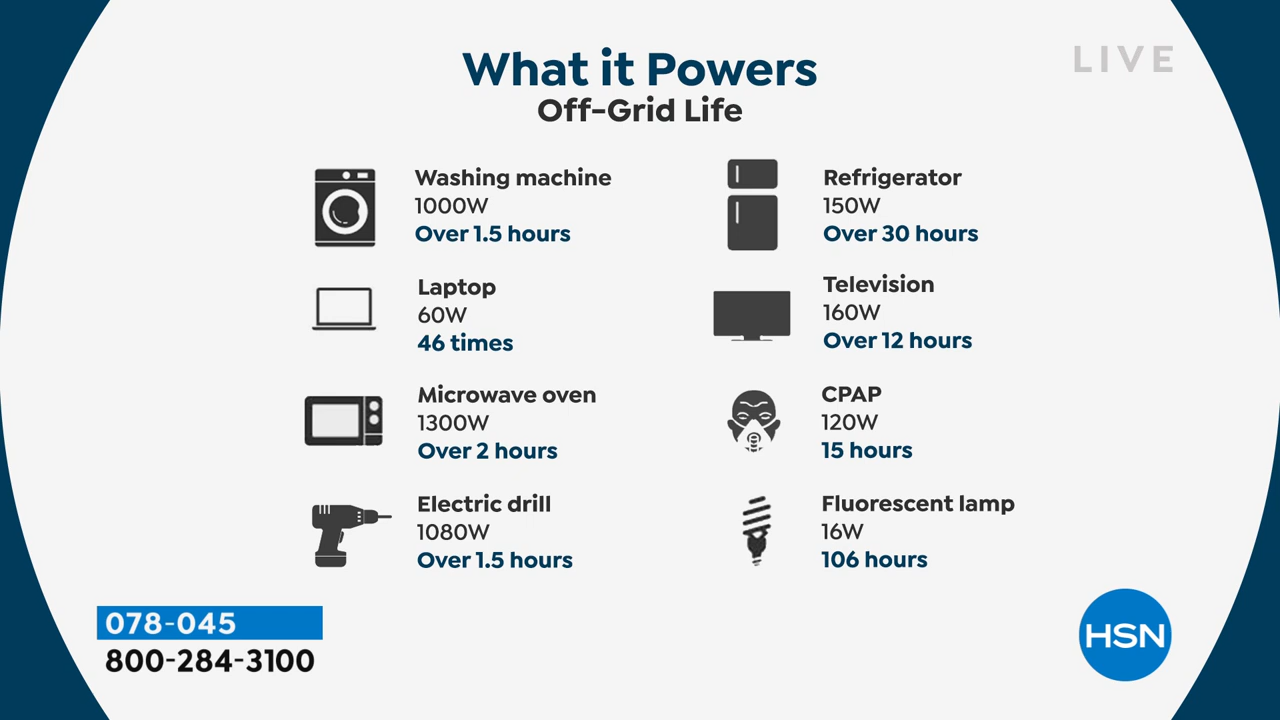 What it Powers
Off-Grid Life
LIVE
Washing machine
1000W
Over 1.5 hours
Refrigerator
150W
Over 30 hours
Laptop
60W
46 times
Television
160W
Over 12 hours
Microwave oven
1300W
Over 2 hours
CPAP
120W
15 hours
Electric drill
1080W
Over 1.5 hours
Fluorescent lamp
16W
106 hours
078-045
800-284-3100
HSN